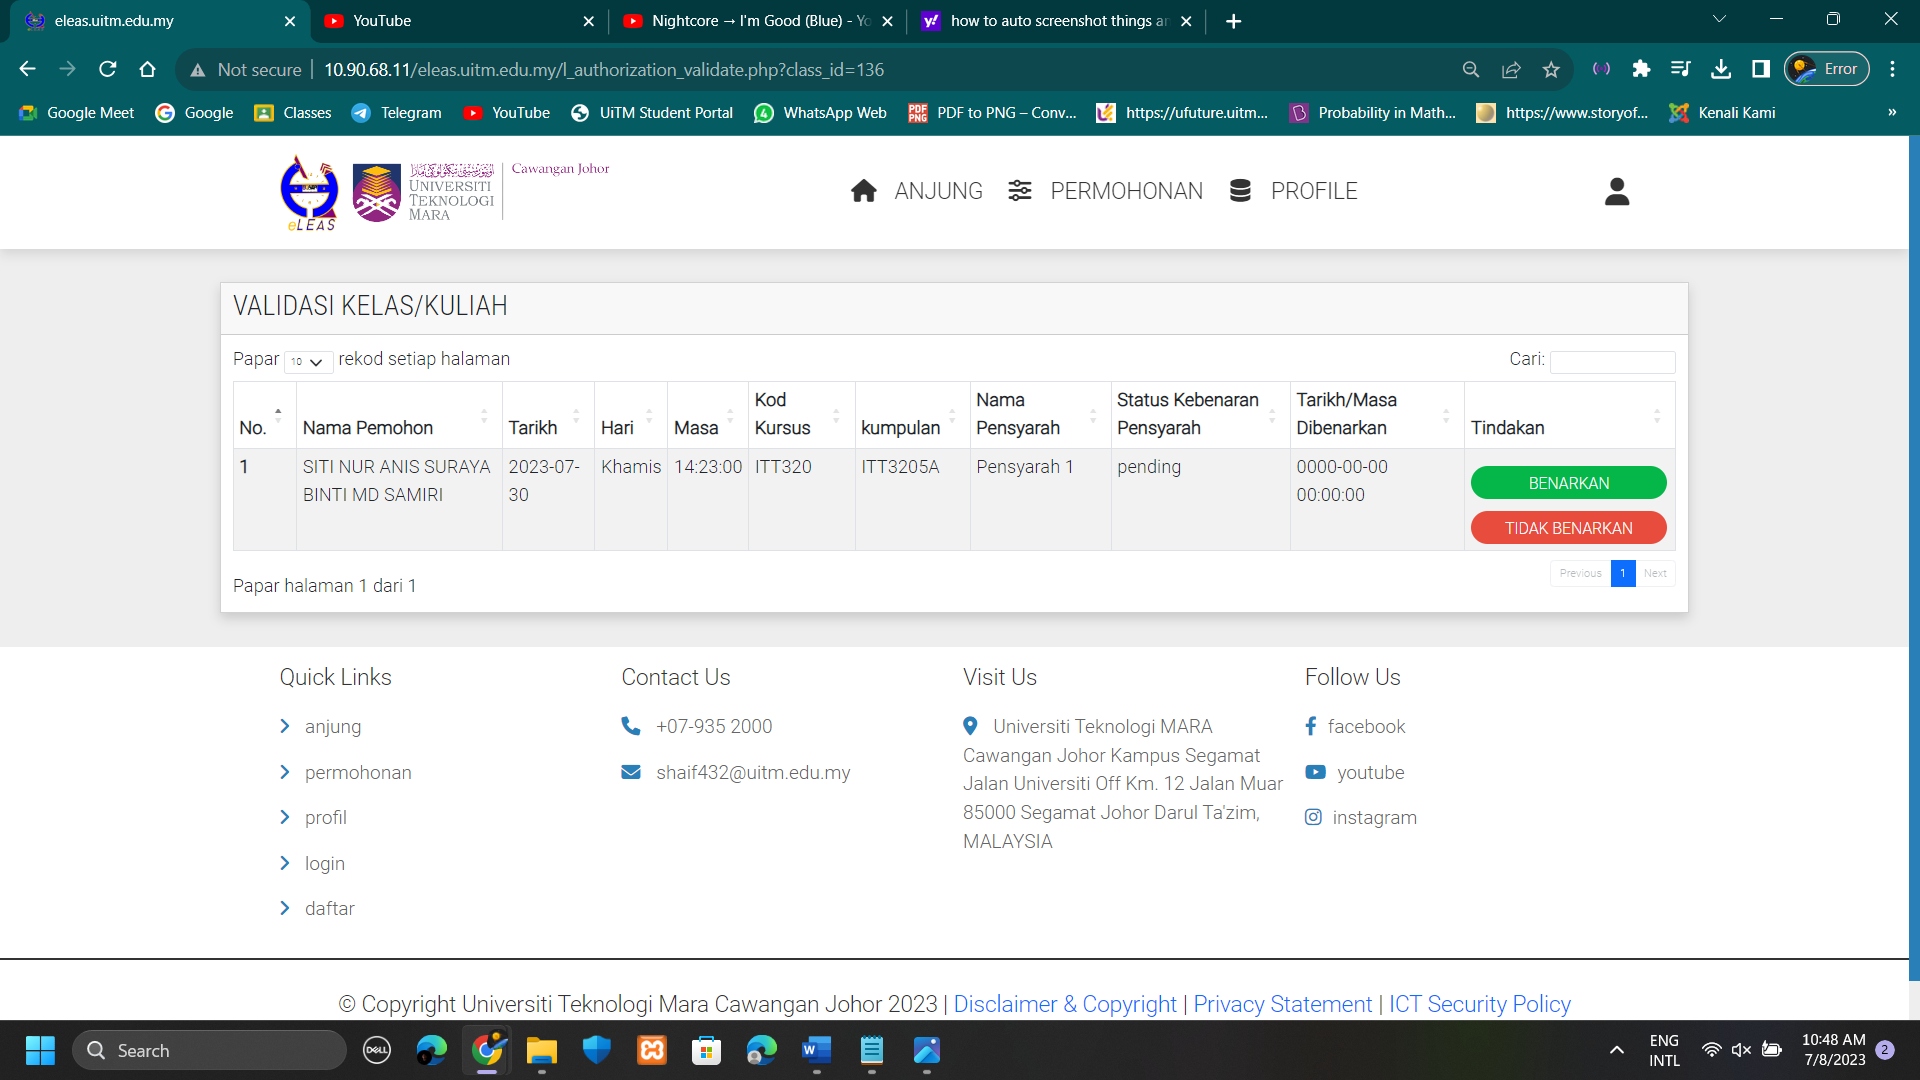 eleas.uitm.edu.my
YouTube
Nightcore → I'm Good (Blue) - Yo
how to auto screenshot things an
Not secure
10.90.68.11/eleas.uitm.edu.my/l_authorization_validate.php?class_id=136
Error
Google Meet
Google
Classes
Telegram
YouTube
UiTM Student Portal
WhatsApp Web
PDF to PNG – Conv...
https://ufuture.uitm...
Probability in Math...
https://www.storyof...
Kenali Kami
»
eLEAS
UNIVERSITI
TEKNOLOGI
MARA
Cawangan Johor
ANJUNG
PERMOHONAN
PROFILE
VALIDASI KELAS/KULIAH
Papar 10 rekod setiap halaman
Cari:
No.
Nama Pemohon
Tarikh
Hari
Masa
Kod
Kursus
kumpulan
Nama
Pensyarah
Status Kebenaran
Pensyarah
Tarikh/Masa
Dibenarkan
Tindakan
1
SITI NUR ANIS SURAYA
BINTI MD SAMIRI
2023-07-
30
Khamis
14:23:00
ITT320
ITT3205A
Pensyarah 1
pending
0000-00-00
00:00:00
BENARKAN
TIDAK BENARKAN
Papar halaman 1 dari 1
Previous 1 Next
Quick Links
anjung
permohonan
profil
login
daftar
Contact Us
+07-935 2000
shaif432@uitm.edu.my
Visit Us
Universiti Teknologi MARA
Cawangan Johor Kampus Segamat
Jalan Universiti Off Km. 12 Jalan Muar
85000 Segamat Johor Darul Ta'zim,
MALAYSIA
Follow Us
facebook
youtube
instagram
© Copyright Universiti Teknologi Mara Cawangan Johor 2023 | Disclaimer & Copyright | Privacy Statement | ICT Security Policy
Search
DELL
ENG
INTL
10:48 AM
7/8/2023
2